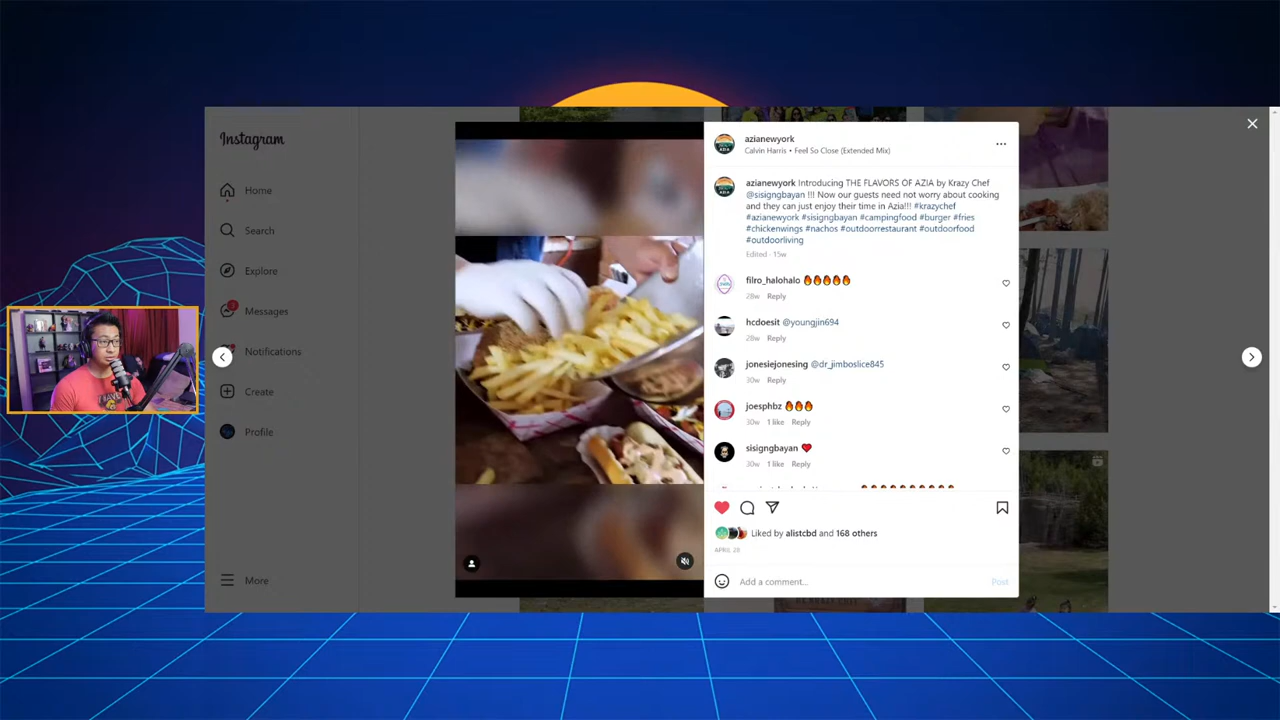 Instagram
Home
Search
Explore
Messages
Notifications
Create
Profile
More
azianewyork
Calvin Harris • Feel So Close (Extended Mix)
azianewyork Introducing THE FLAVORS OF AZIA by Krazy Chef
@sisigngbayan !!! Now our guests need not worry about cooking
and they can just enjoy their time in Azia!!! #krazychef
#azianewyork #sisigngbayan #campingfood #burger #fries
#chickenwings #nachos #outdoorrestaurant #outdoorfood
#outdoorliving
Edited · 15w
filro_halohalo 🔥🔥🔥🔥🔥
28w Reply
hcdoesit @youngjin694
28w Reply
jonesiejonesing @dr_jimboslice845
30w Reply
joesphbz 🔥🔥🔥
30w 1 like Reply
sisigngbayan ❤️
30w 1 like Reply
Liked by alistcbd and 168 others
APRIL 28
Add a comment...
Post